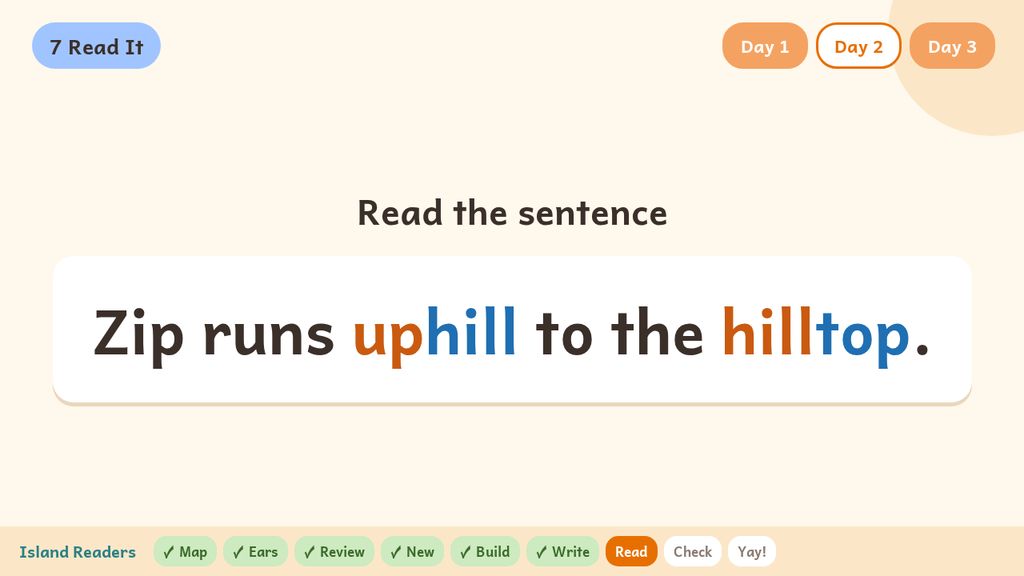 7 Read It
Day 1 Day 2 Day 3
Read the sentence
Zip runs uphill to the hilltop.
Island Readers ✓ Map ✓ Ears ✓ Review ✓ New ✓ Build ✓ Write Read Check Yay!